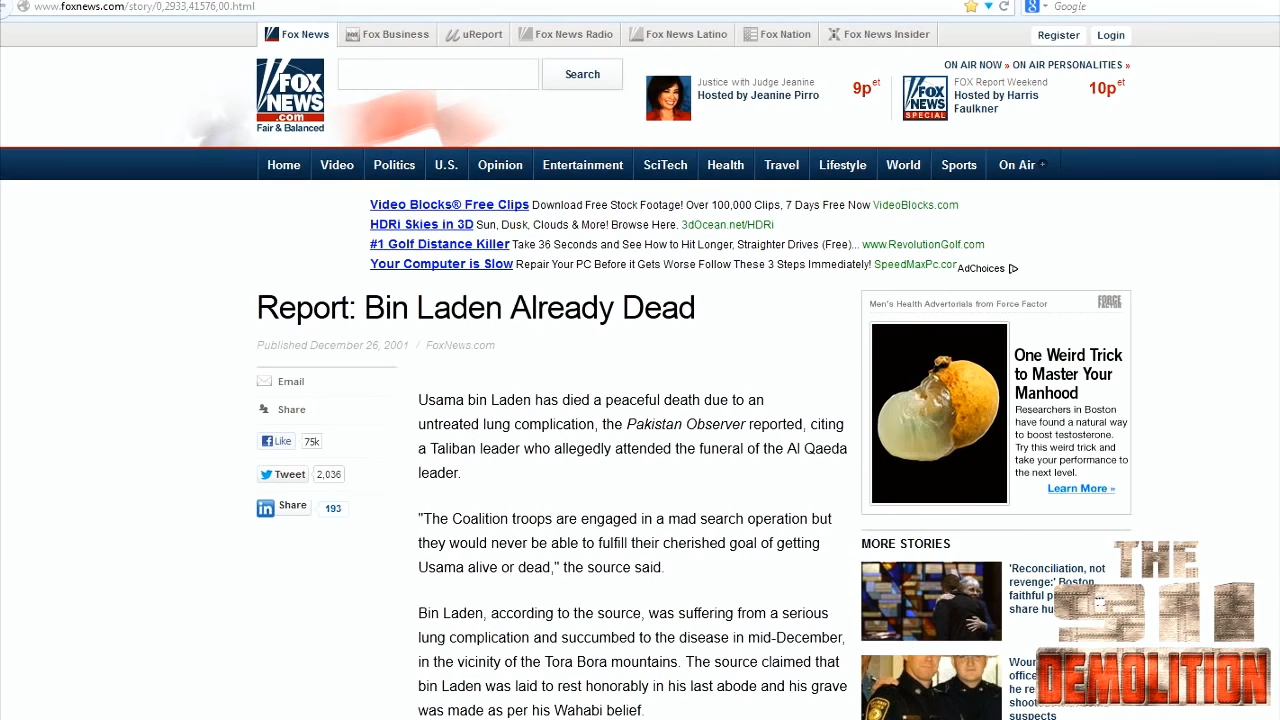 www.foxnews.com/story/0,2933,41576,00.html
Google
Fox News
Fox Business
uReport
Fox News Radio
Fox News Latino
Fox Nation
Fox News Insider
Register
Login
FOX
NEWS
.com
Fair & Balanced
Search
ON AIR NOW »
ON AIR PERSONALITIES »
Justice with Judge Jeanine
Hosted by Jeanine Pirro
9p et
FOX
NEWS
SPECIAL
FOX Report Weekend
Hosted by Harris
Faulkner
10p et
Home
Video
Politics
U.S.
Opinion
Entertainment
SciTech
Health
Travel
Lifestyle
World
Sports
On Air +
Video Blocks® Free Clips Download Free Stock Footage! Over 100,000 Clips, 7 Days Free Now VideoBlocks.com
HDRi Skies in 3D Sun, Dusk, Clouds & More! Browse Here. 3dOcean.net/HDRi
#1 Golf Distance Killer Take 36 Seconds and See How to Hit Longer, Straighter Drives (Free)... www.RevolutionGolf.com
Your Computer is Slow Repair Your PC Before it Gets Worse Follow These 3 Steps Immediately! SpeedMaxPc.cor
AdChoices
Report: Bin Laden Already Dead
Published December 26, 2001 / FoxNews.com
Email
Share
Like 75k
Tweet 2,036
in Share 193
Usama bin Laden has died a peaceful death due to an
untreated lung complication, the Pakistan Observer reported, citing
a Taliban leader who allegedly attended the funeral of the Al Qaeda
leader.
"The Coalition troops are engaged in a mad search operation but
they would never be able to fulfill their cherished goal of getting
Usama alive or dead," the source said.
Bin Laden, according to the source, was suffering from a serious
lung complication and succumbed to the disease in mid-December,
in the vicinity of the Tora Bora mountains. The source claimed that
bin Laden was laid to rest honorably in his last abode and his grave
was made as per his Wahabi belief.
Men's Health Advertorials from Force Factor
FORCE
FACTOR
One Weird Trick
to Master Your
Manhood
Researchers in Boston
have found a natural way
to boost testosterone.
Try this weird trick and
take your performance to
the next level.
Learn More »
MORE STORIES
'Reconciliation, not
revenge:' Boston
faithful
share
THE
911
DEMOLITION